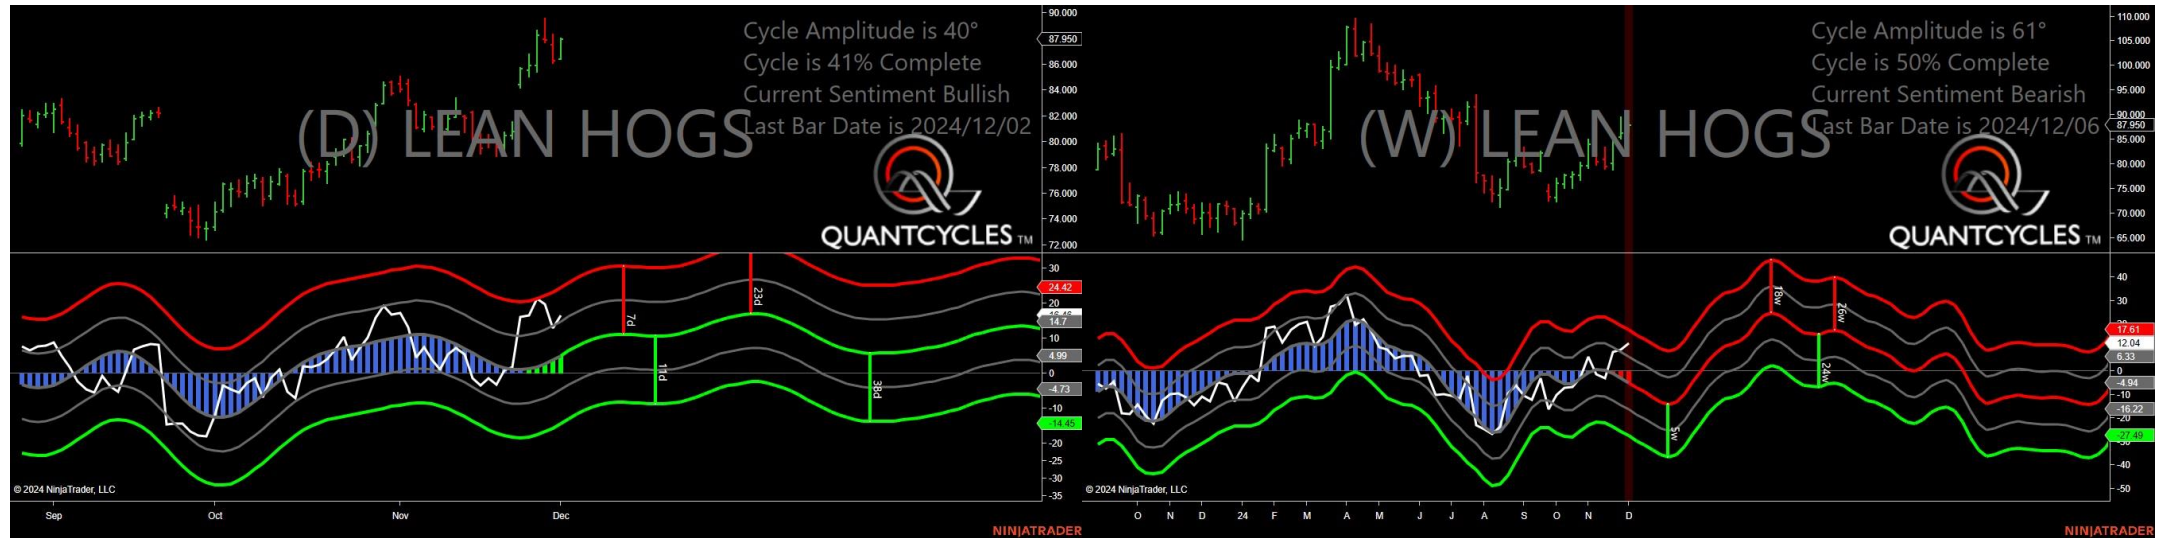 Cycle Amplitude is 40°
Cycle is 41% Complete
Current Sentiment Bullish
Last Bar Date is 2024/12/02
(D) LEAN HOGS
QUANTCYCLES TM
90.000
87.950
86.000
84.000
82.000
80.000
78.000
76.000
74.000
72.000
30
24.42
20
14.7
10
4.99
0
-4.73
-10
-14.45
-20
-25
-30
-35
7d
11d
23d
38d
© 2024 NinjaTrader, LLC
Sep Oct Nov Dec
NINJATRADER
Cycle Amplitude is 61°
Cycle is 50% Complete
Current Sentiment Bearish
Last Bar Date is 2024/12/06
(W) LEAN HOGS
QUANTCYCLES TM
110.000
105.000
100.000
95.000
90.000
87.950
85.000
80.000
75.000
70.000
65.000
40
30
17.61
12.04
6.33
0
-4.94
-10
-16.22
-20
-27.49
-40
-50
5w
18w
24w
26w
© 2024 NinjaTrader, LLC
O N D 24 F M A M J J A S O N D
NINJATRADER